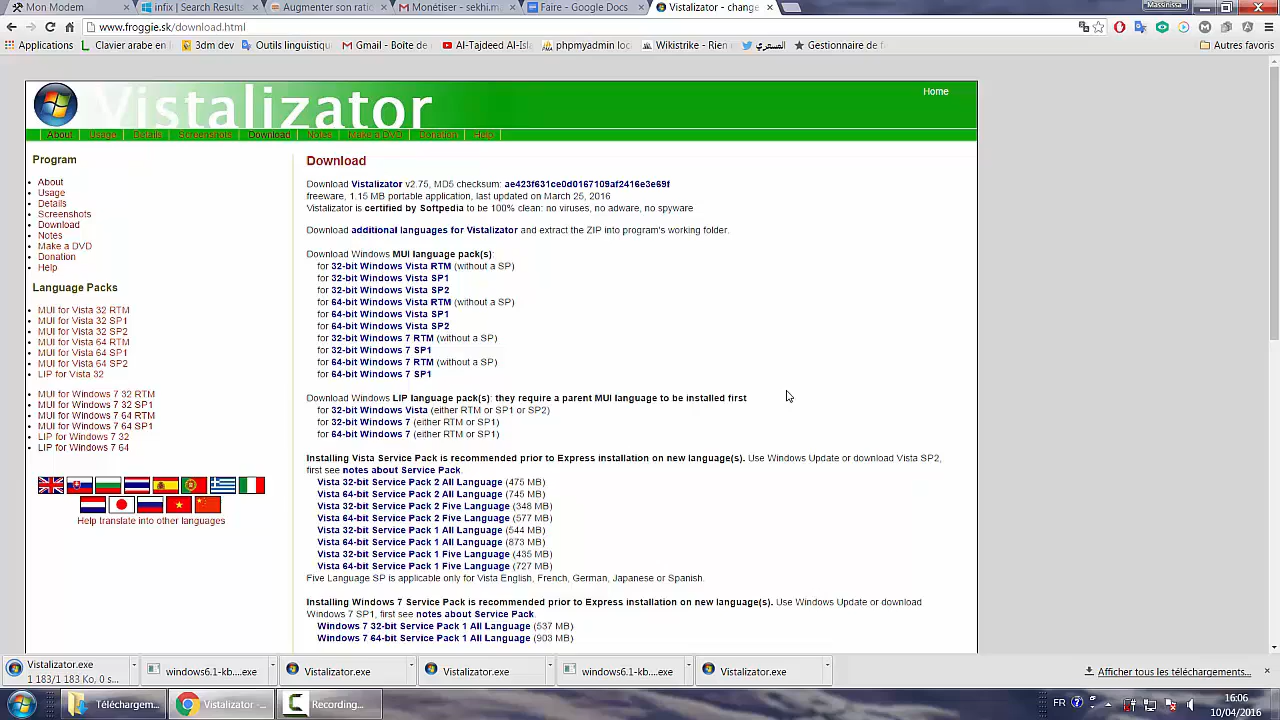 Mon Modem
infix | Search Results
Augmenter son ration
Monétiser - sekhi.m
Faire - Google Docs
Vistalizator - change
Massinissa
www.froggie.sk/download.html
Applications
Clavier arabe en l
3dm dev
Outils linguistiqu
Gmail - Boîte de
Al-Tajdeed Al-Isl
phpmyadmin loc
Wikistrike - Rien
المستري
Gestionnaire de f
Autres favoris
Vistalizator
Home
About
Usage
Details
Screenshots
Download
Notes
Make a DVD
Donation
Help
Program
About
Usage
Details
Screenshots
Download
Notes
Make a DVD
Donation
Help
Language Packs
MUI for Vista 32 RTM
MUI for Vista 32 SP1
MUI for Vista 32 SP2
MUI for Vista 64 RTM
MUI for Vista 64 SP1
MUI for Vista 64 SP2
LIP for Vista 32
MUI for Windows 7 32 RTM
MUI for Windows 7 32 SP1
MUI for Windows 7 64 RTM
MUI for Windows 7 64 SP1
LIP for Windows 7 32
LIP for Windows 7 64
Help translate into other languages
Download
Download Vistalizator v2.75, MD5 checksum: ae423f631ce0d0167109af2416e3e69f
freeware, 1.15 MB portable application, last updated on March 25, 2016
Vistalizator is certified by Softpedia to be 100% clean: no viruses, no adware, no spyware
Download additional languages for Vistalizator and extract the ZIP into program's working folder.
Download Windows MUI language pack(s):
for 32-bit Windows Vista RTM (without a SP)
for 32-bit Windows Vista SP1
for 32-bit Windows Vista SP2
for 64-bit Windows Vista RTM (without a SP)
for 64-bit Windows Vista SP1
for 64-bit Windows Vista SP2
for 32-bit Windows 7 RTM (without a SP)
for 32-bit Windows 7 SP1
for 64-bit Windows 7 RTM (without a SP)
for 64-bit Windows 7 SP1
Download Windows LIP language pack(s): they require a parent MUI language to be installed first
for 32-bit Windows Vista (either RTM or SP1 or SP2)
for 32-bit Windows 7 (either RTM or SP1)
for 64-bit Windows 7 (either RTM or SP1)
Installing Vista Service Pack is recommended prior to Express installation on new language(s). Use Windows Update or download Vista SP2,
first see notes about Service Pack.
Vista 32-bit Service Pack 2 All Language (475 MB)
Vista 64-bit Service Pack 2 All Language (745 MB)
Vista 32-bit Service Pack 2 Five Language (348 MB)
Vista 64-bit Service Pack 2 Five Language (577 MB)
Vista 32-bit Service Pack 1 All Language (544 MB)
Vista 64-bit Service Pack 1 All Language (873 MB)
Vista 32-bit Service Pack 1 Five Language (435 MB)
Vista 64-bit Service Pack 1 Five Language (727 MB)
Five Language SP is applicable only for Vista English, French, German, Japanese or Spanish.
Installing Windows 7 Service Pack is recommended prior to Express installation on new language(s). Use Windows Update or download
Windows 7 SP1, first see notes about Service Pack.
Windows 7 32-bit Service Pack 1 All Language (537 MB)
Windows 7 64-bit Service Pack 1 All Language (903 MB)
Vistalizator.exe
1 183/1 183 Ko, 0 s...
windows6.1-kb....exe
Vistalizator.exe
Vistalizator.exe
windows6.1-kb....exe
Vistalizator.exe
Afficher tous les téléchargements...
Téléchargem...
Vistalizator -...
Recording...
FR
16:06
10/04/2016